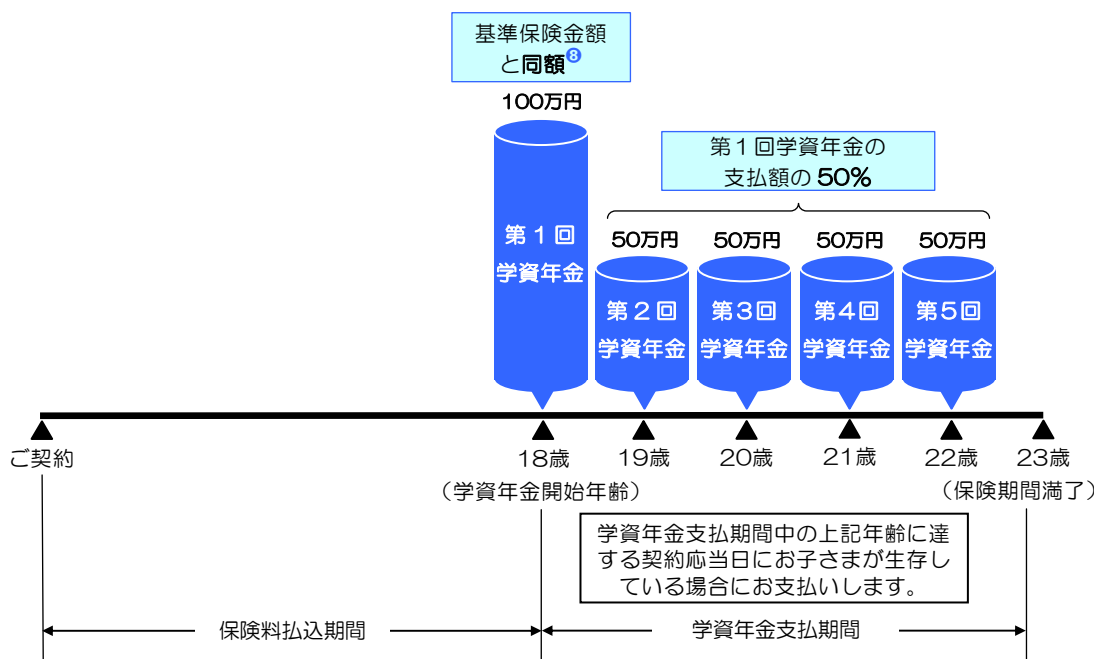 基準保険金額
と同額❽
100万円
第1回学資年金の
支払額の50%
第1回
学資年金
50万円
50万円
50万円
50万円
第2回
学資年金
第3回
学資年金
第4回
学資年金
第5回
学資年金
ご契約
18歳
19歳
20歳
21歳
22歳
23歳
（学資年金開始年齢）
（保険期間満了）
学資年金支払期間中の上記年齢に達
する契約応当日にお子さまが生存し
ている場合にお支払いします。
保険料払込期間
学資年金支払期間